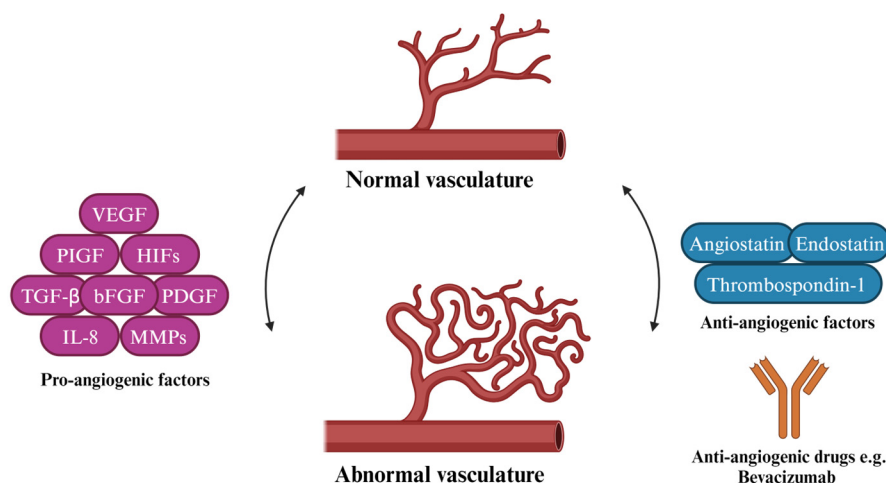 Normal vasculature
VEGF
PIGF HIFs
TGF-β bFGF PDGF
IL-8 MMPs
Pro-angiogenic factors
Angiostatin Endostatin
Thrombospondin-1
Anti-angiogenic factors
Anti-angiogenic drugs e.g.
Bevacizumab
Abnormal vasculature